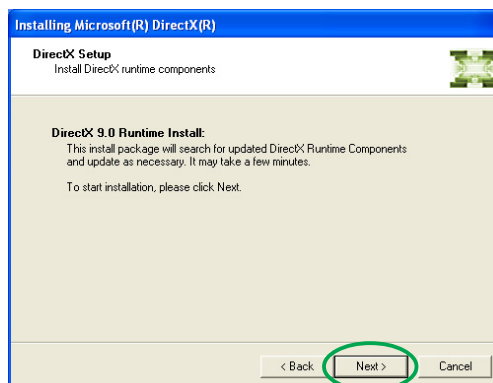 Installing Microsoft(R) DirectX(R)
DirectX Setup
Install DirectX runtime components
DirectX 9.0 Runtime Install:
This install package will search for updated DirectX Runtime Components
and update as necessary. It may take a few minutes.
To start installation, please click Next.
< Back Next > Cancel